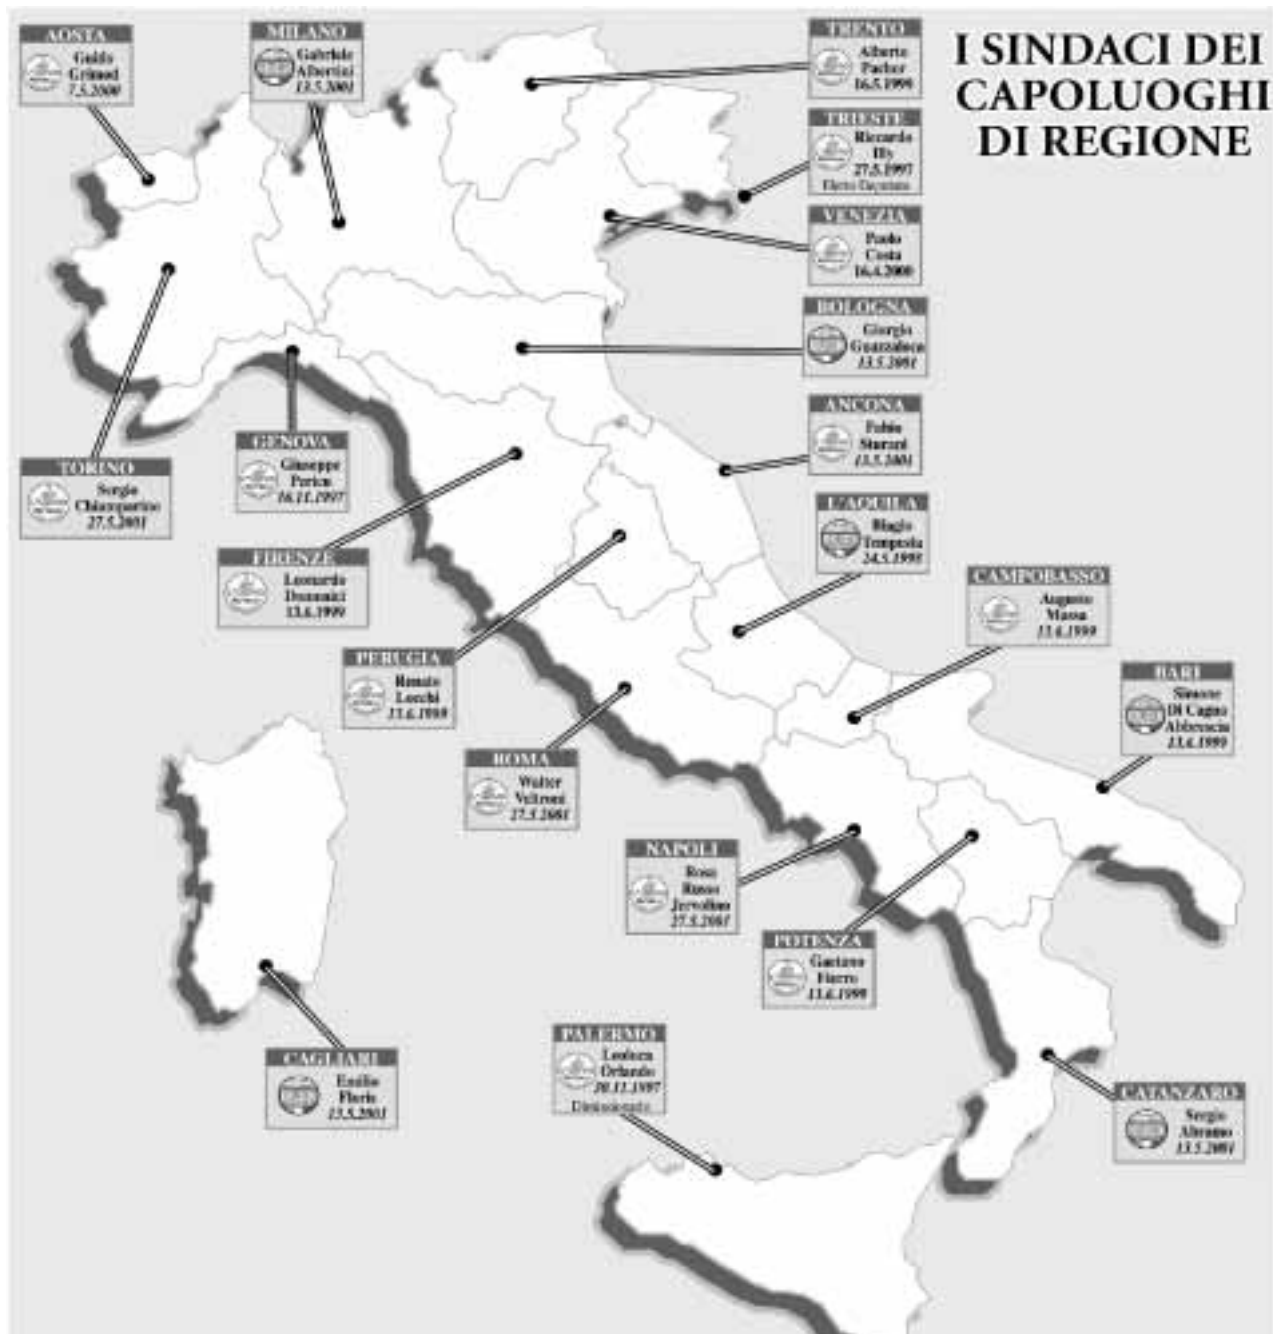 I SINDACI DEI
CAPOLUOGHI
DI REGIONE
AOSTA
Guido
Grimod
7.5.2000
MILANO
Gabriele
Albertini
13.5.2001
TRENTO
Alberto
Pacher
16.5.1999
TRIESTE
Riccardo
Illy
27.5.1997
Eletto Deputato
VENEZIA
Paolo
Costa
16.4.2000
BOLOGNA
Giorgio
Guazzaloca
13.5.2001
ANCONA
Fabio
Sturani
13.5.2001
GENOVA
Giuseppe
Pericu
16.11.1997
TORINO
Sergio
Chiamparino
27.5.2001
L'AQUILA
Biagio
Tempesta
24.5.1998
FIRENZE
Leonardo
Domenici
13.6.1999
CAMPOBASSO
Augusto
Massa
13.6.1999
PERUGIA
Renato
Locchi
13.6.1999
BARI
Simone
Di Cagno
Abbrescia
13.6.1999
ROMA
Walter
Veltroni
27.5.2001
NAPOLI
Rosa
Russo
Jervolino
27.5.2001
POTENZA
Gaetano
Fierro
13.6.1999
PALERMO
Leoluca
Orlando
30.11.1997
Dimissionato
CAGLIARI
Emilio
Floris
13.5.2001
CATANZARO
Sergio
Abramo
13.5.2001